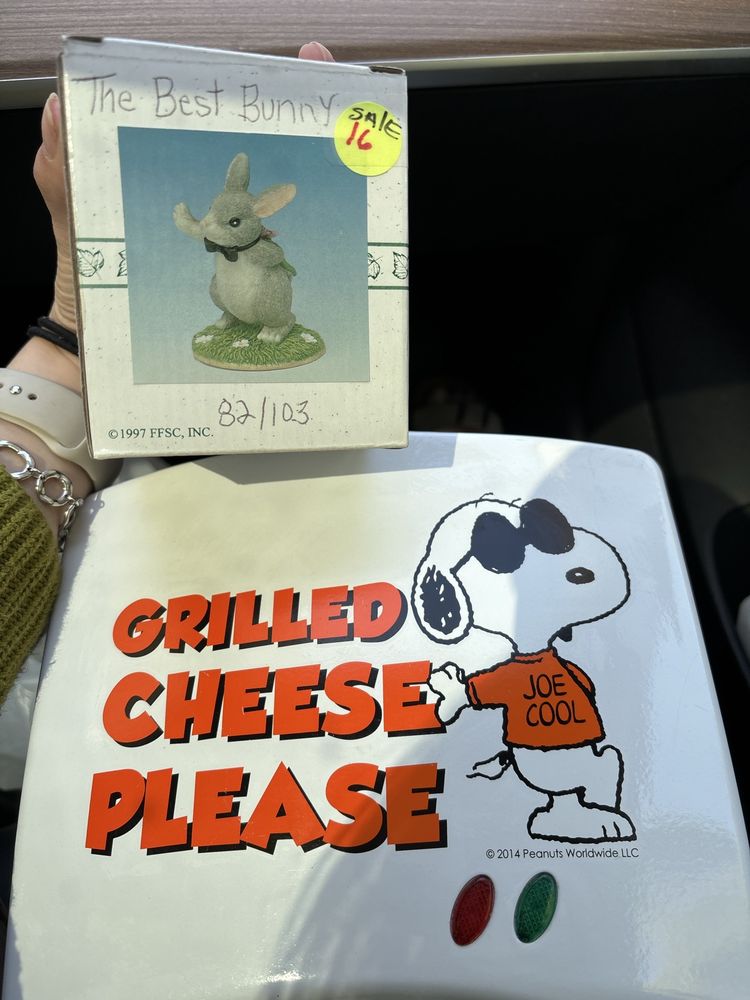 The Best Bunny
SALE
16
82/103
©1997 FFSC, INC.
GRILLED
CHEESE
PLEASE
JOE
COOL
© 2014 Peanuts Worldwide LLC